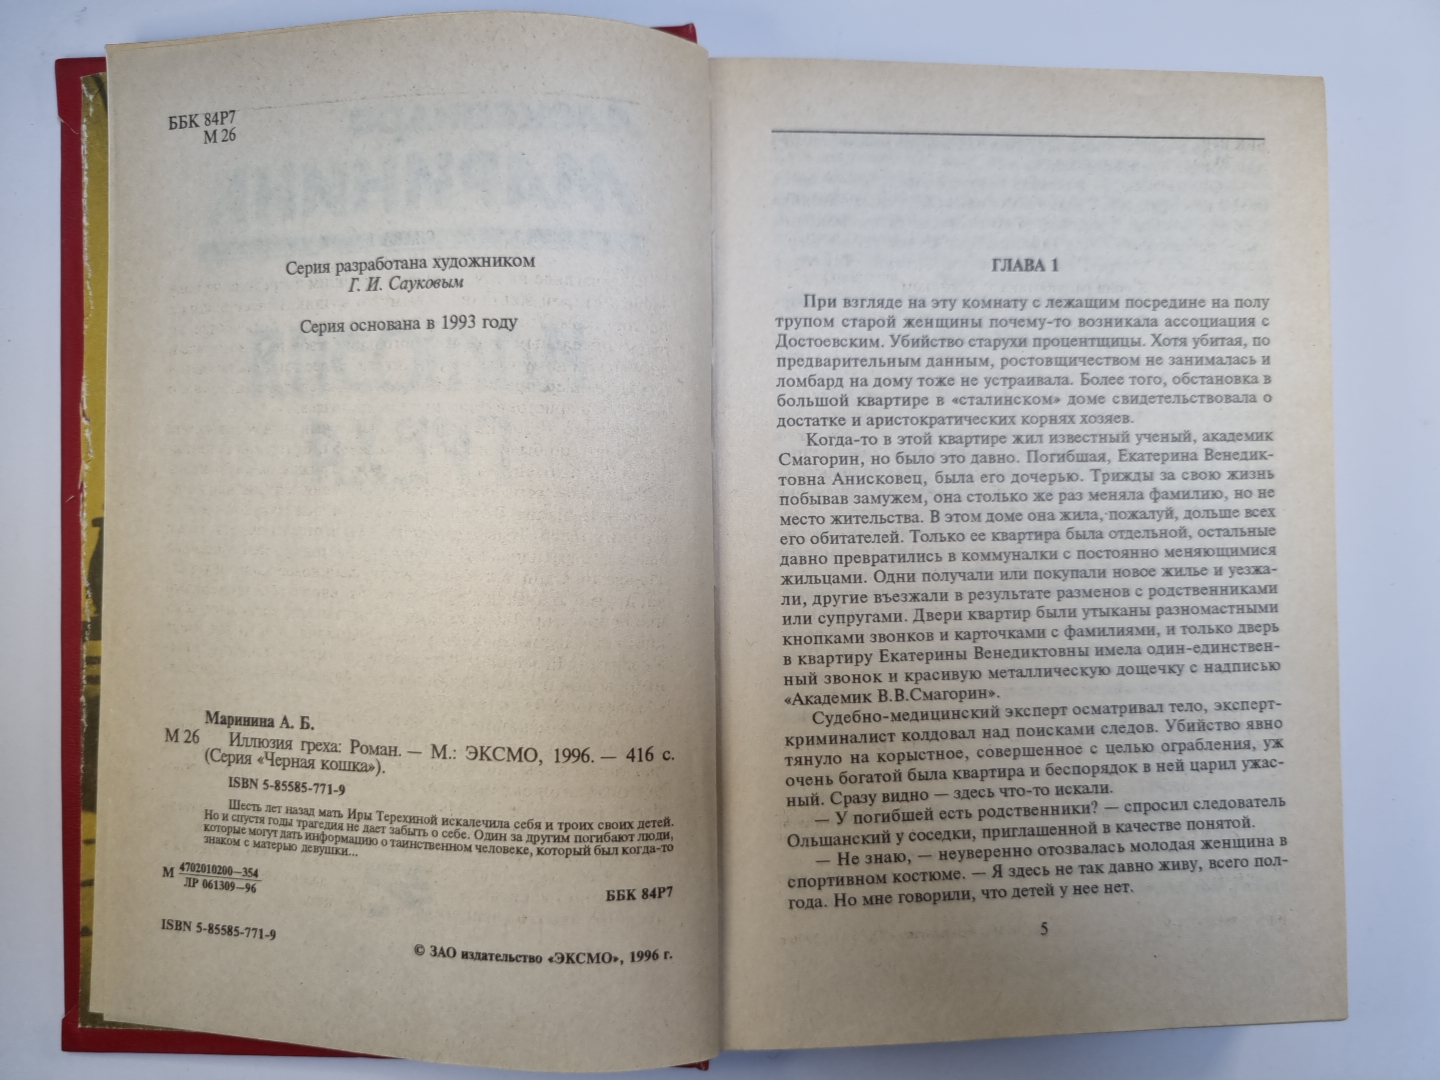 ББК 84Р7
М 26
Серия разработана художником
Г. И. Сауковым
Серия основана в 1993 году
Маринина А. Б.
М 26 Иллюзия греха: Роман. — М.: ЭКСМО, 1996. — 416 с.
(Серия «Черная кошка»).
ISBN 5-85585-771-9
Шесть лет назад мать Иры Терехиной искалечила себя и троих своих детей.
Но и спустя годы трагедия не дает забыть о себе. Один за другим погибают люди,
которые могут дать информацию о таинственном человеке, который был когда-то
знаком с матерью девушки...
М 4702010200—354
ЛР 061309—96
ББК 84Р7
ISBN 5-85585-771-9
© ЗАО издательство «ЭКСМО», 1996 г.
ГЛАВА 1
При взгляде на эту комнату с лежащим посредине на полу
трупом старой женщины почему-то возникала ассоциация с
Достоевским. Убийство старухи процентщицы. Хотя убитая, по
предварительным данным, ростовщичеством не занималась и
ломбард на дому тоже не устраивала. Более того, обстановка в
большой квартире в «сталинском» доме свидетельствовала о
достатке и аристократических корнях хозяев.
Когда-то в этой квартире жил известный ученый, академик
Смагорин, но было это давно. Погибшая, Екатерина Венедик-
товна Анисковец, была его дочерью. Трижды за свою жизнь
побывав замужем, она столько же раз меняла фамилию, но не
место жительства. В этом доме она жила, пожалуй, дольше всех
его обитателей. Только ее квартира была отдельной, остальные
давно превратились в коммуналки с постоянно меняющимися
жильцами. Одни получали или покупали новое жилье и уезжа-
ли, другие въезжали в результате разменов с родственниками
или супругами. Двери квартир были утыканы разномастными
кнопками звонков и карточками с фамилиями, и только дверь
в квартиру Екатерины Венедиктовны имела один-единствен-
ный звонок и красивую металлическую дощечку с надписью
«Академик В.В.Смагорин».
Судебно-медицинский эксперт осматривал тело, эксперт-
криминалист колдовал над поисками следов. Убийство явно
тянуло на корыстное, совершенное с целью ограбления, уж
очень богатой была квартира и беспорядок в ней царил ужас-
ный. Сразу видно — здесь что-то искали.
— У погибшей есть родственники? — спросил следователь
Ольшанский у соседки, приглашенной в качестве понятой.
— Не знаю, — неуверенно отозвалась молодая женщина в
спортивном костюме. — Я здесь не так давно живу, всего пол-
года. Но мне говорили, что детей у нее нет.
5